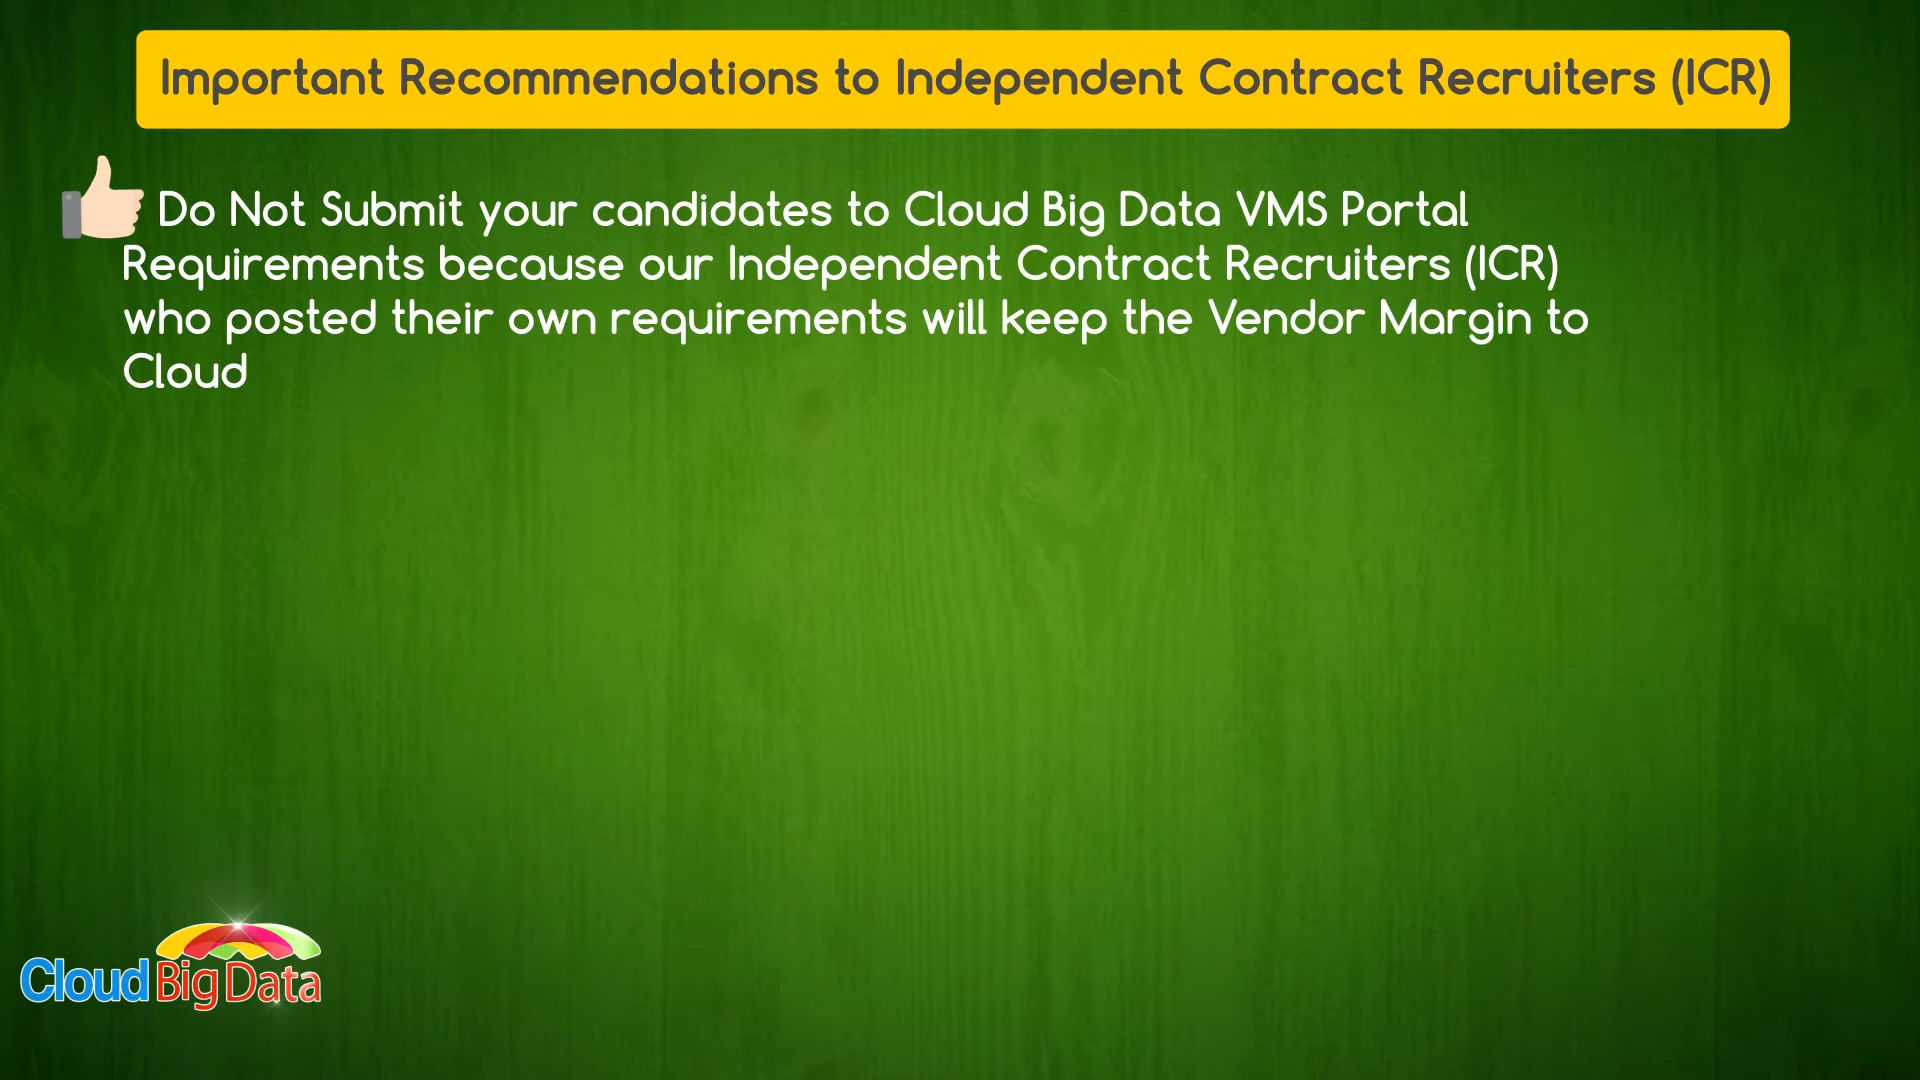 Important Recommendations to Independent Contract Recruiters (ICR)
Do Not Submit your candidates to Cloud Big Data VMS Portal
Requirements because our Independent Contract Recruiters (ICR)
who posted their own requirements will keep the Vendor Margin to
Cloud
Cloud Big Data